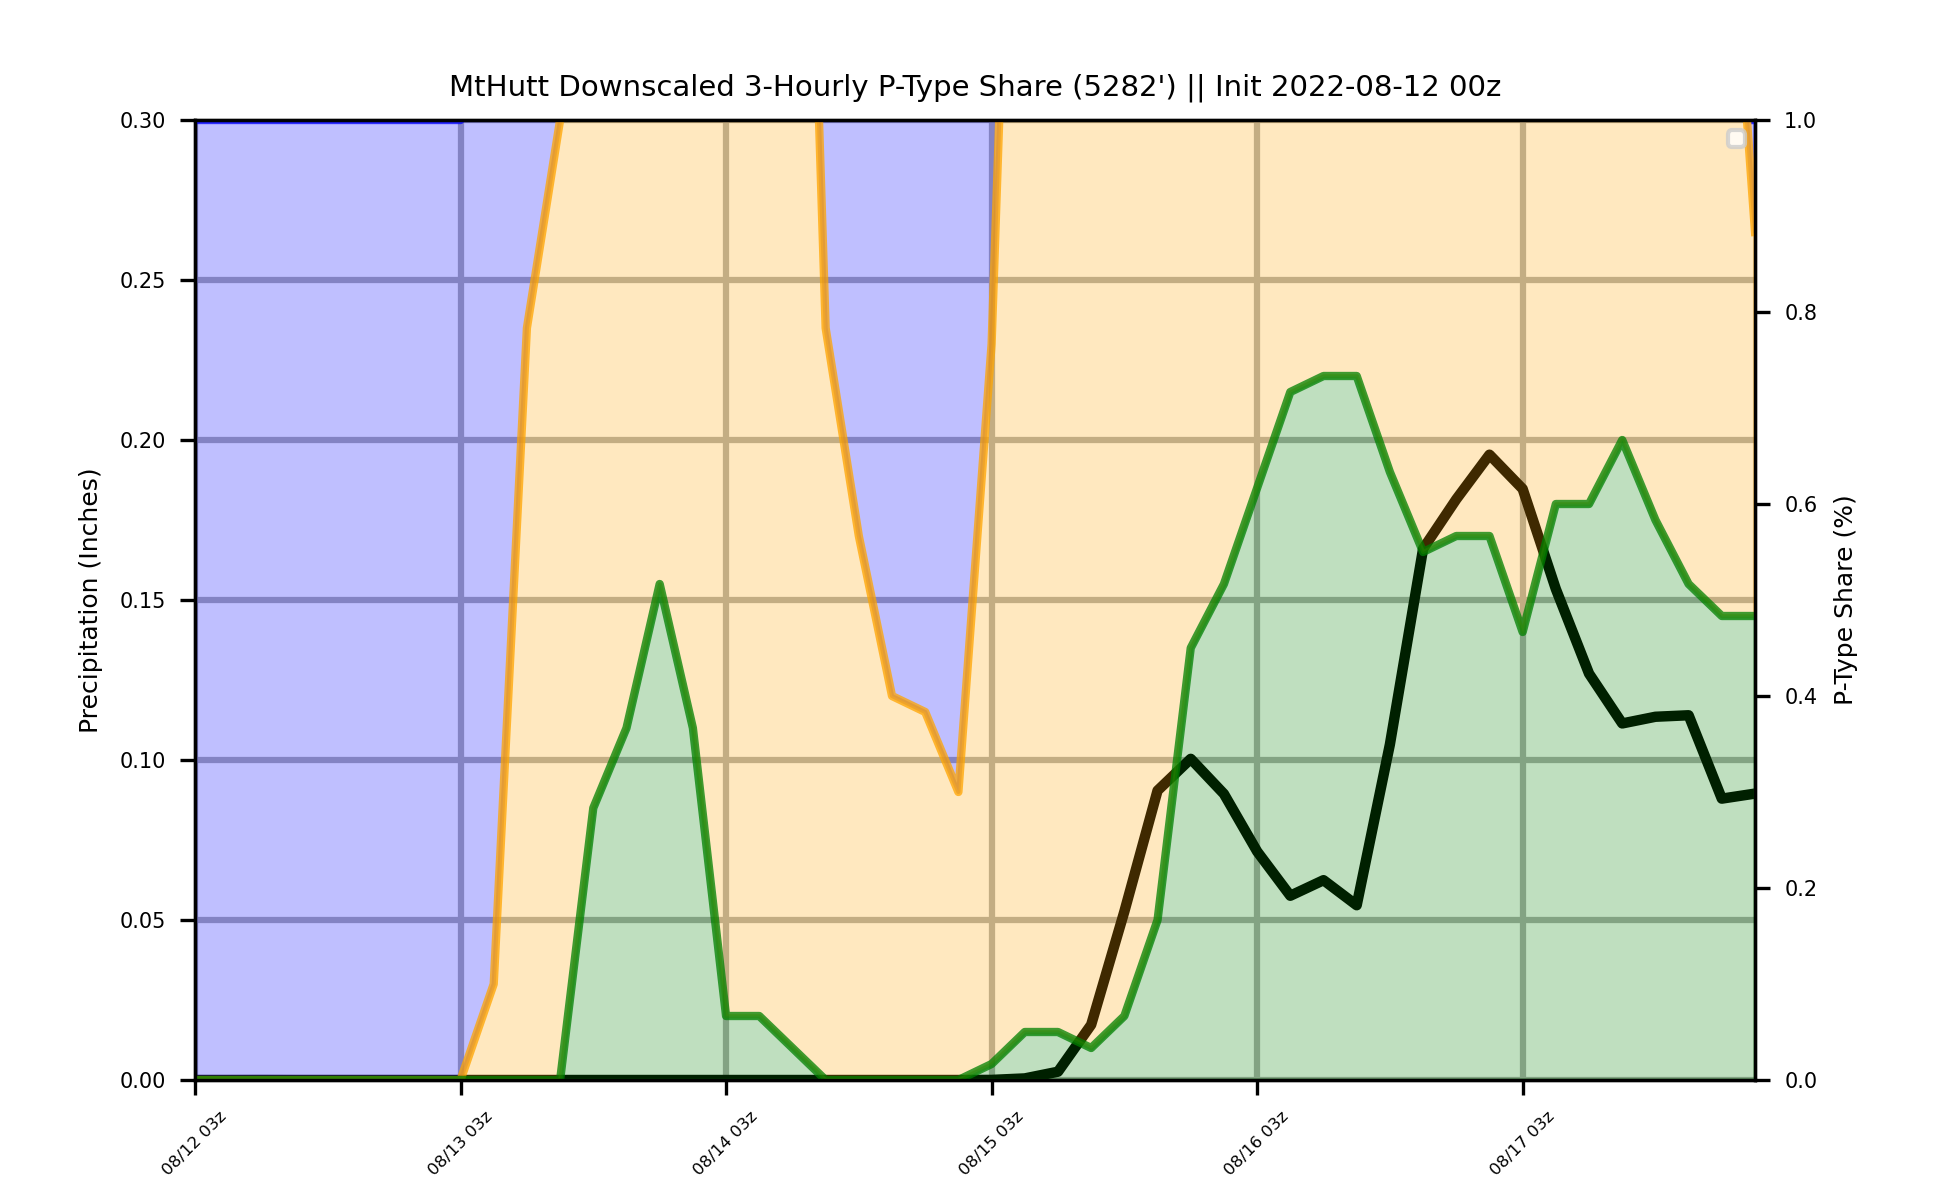 MtHutt Downscaled 3-Hourly P-Type Share (5282') || Init 2022-08-12 00z
0.30
0.25
0.20
0.15
0.10
0.05
0.00
Precipitation (Inches)
1.0
0.8
0.6
0.4
0.2
0.0
P-Type Share (%)
08/12 03z
08/13 03z
08/14 03z
08/15 03z
08/16 03z
08/17 03z